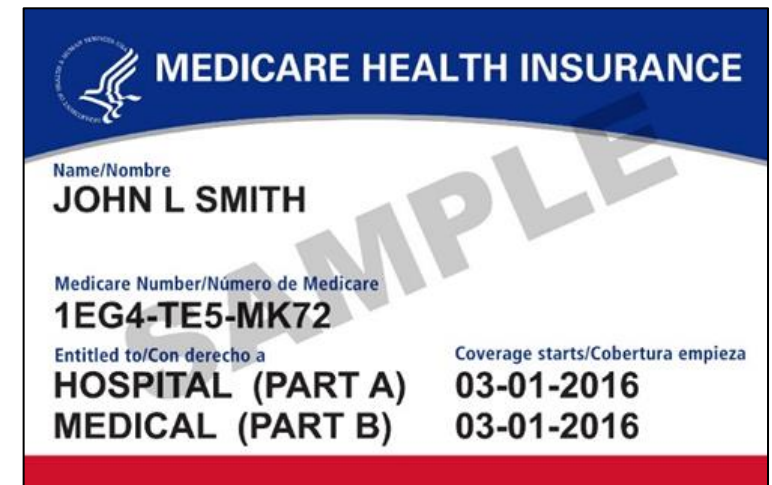 MEDICARE HEALTH INSURANCE
Name/Nombre
JOHN L SMITH
Medicare Number/Número de Medicare
1EG4-TE5-MK72
Entitled to/Con derecho a
HOSPITAL (PART A)
MEDICAL (PART B)
Coverage starts/Cobertura empieza
03-01-2016
03-01-2016
SAMPLE